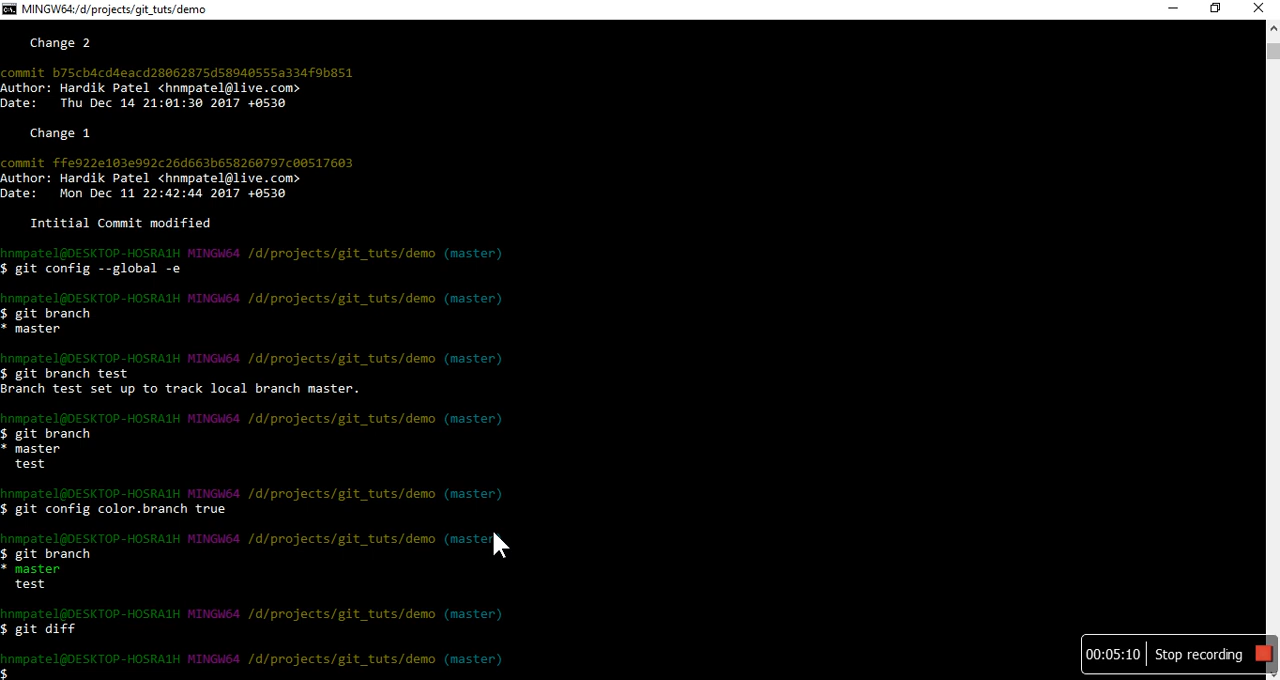 MINGW64:/d/projects/git_tuts/demo
    Change 2
commit b75cb4cd4eacd28062875d58940555a334f9b851
Author: Hardik Patel <hnmpatel@live.com>
Date:   Thu Dec 14 21:01:30 2017 +0530
    Change 1
commit ffe922e103e992c26d663b658260797c00517603
Author: Hardik Patel <hnmpatel@live.com>
Date:   Mon Dec 11 22:42:44 2017 +0530
    Intitial Commit modified
hnmpatel@DESKTOP-HOSRA1H MINGW64 /d/projects/git_tuts/demo (master)
$ git config --global -e
hnmpatel@DESKTOP-HOSRA1H MINGW64 /d/projects/git_tuts/demo (master)
$ git branch
* master
hnmpatel@DESKTOP-HOSRA1H MINGW64 /d/projects/git_tuts/demo (master)
$ git branch test
Branch test set up to track local branch master.
hnmpatel@DESKTOP-HOSRA1H MINGW64 /d/projects/git_tuts/demo (master)
$ git branch
* master
  test
hnmpatel@DESKTOP-HOSRA1H MINGW64 /d/projects/git_tuts/demo (master)
$ git config color.branch true
hnmpatel@DESKTOP-HOSRA1H MINGW64 /d/projects/git_tuts/demo (master
$ git branch
* master
  test
hnmpatel@DESKTOP-HOSRA1H MINGW64 /d/projects/git_tuts/demo (master)
$ git diff
hnmpatel@DESKTOP-HOSRA1H MINGW64 /d/projects/git_tuts/demo (master)
$
00:05:10 Stop recording